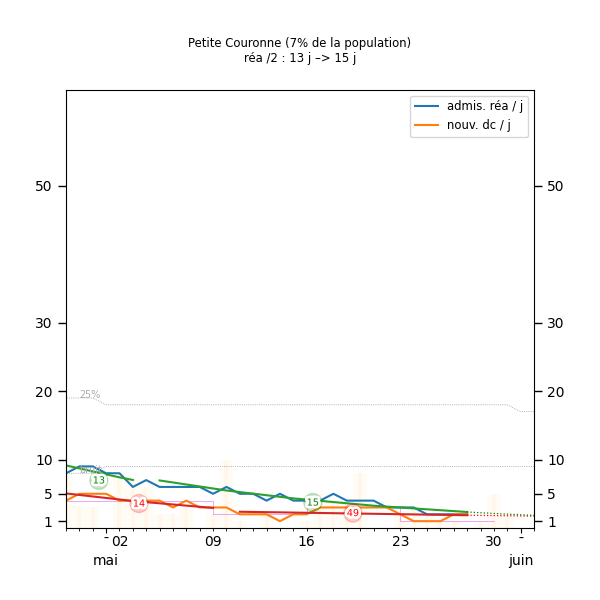 Petite Couronne (7% de la population)
réa /2 : 13 j –> 15 j
admis. réa / j
nouv. dc / j
50 50
30 30
25%
20 20
10 10
13
15
14
49
5 5
1 1
- 02 09 16 23 30 -
mai juin